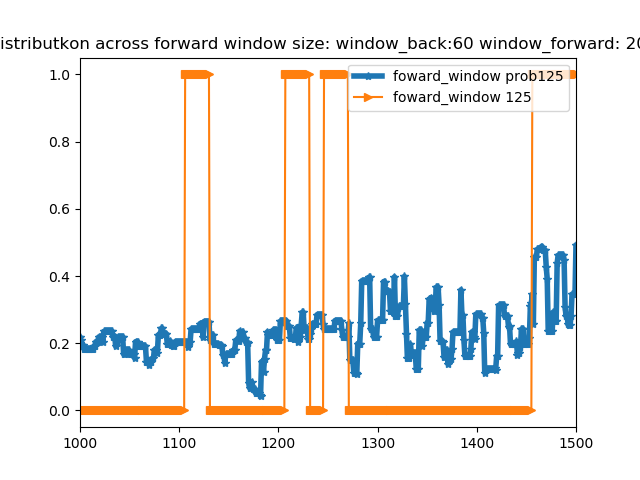 istributkon across forward window size: window_back:60 window_forward: 20
foward_window prob125
foward_window 125
1.0
0.8
0.6
0.4
0.2
0.0
1000 1100 1200 1300 1400 1500